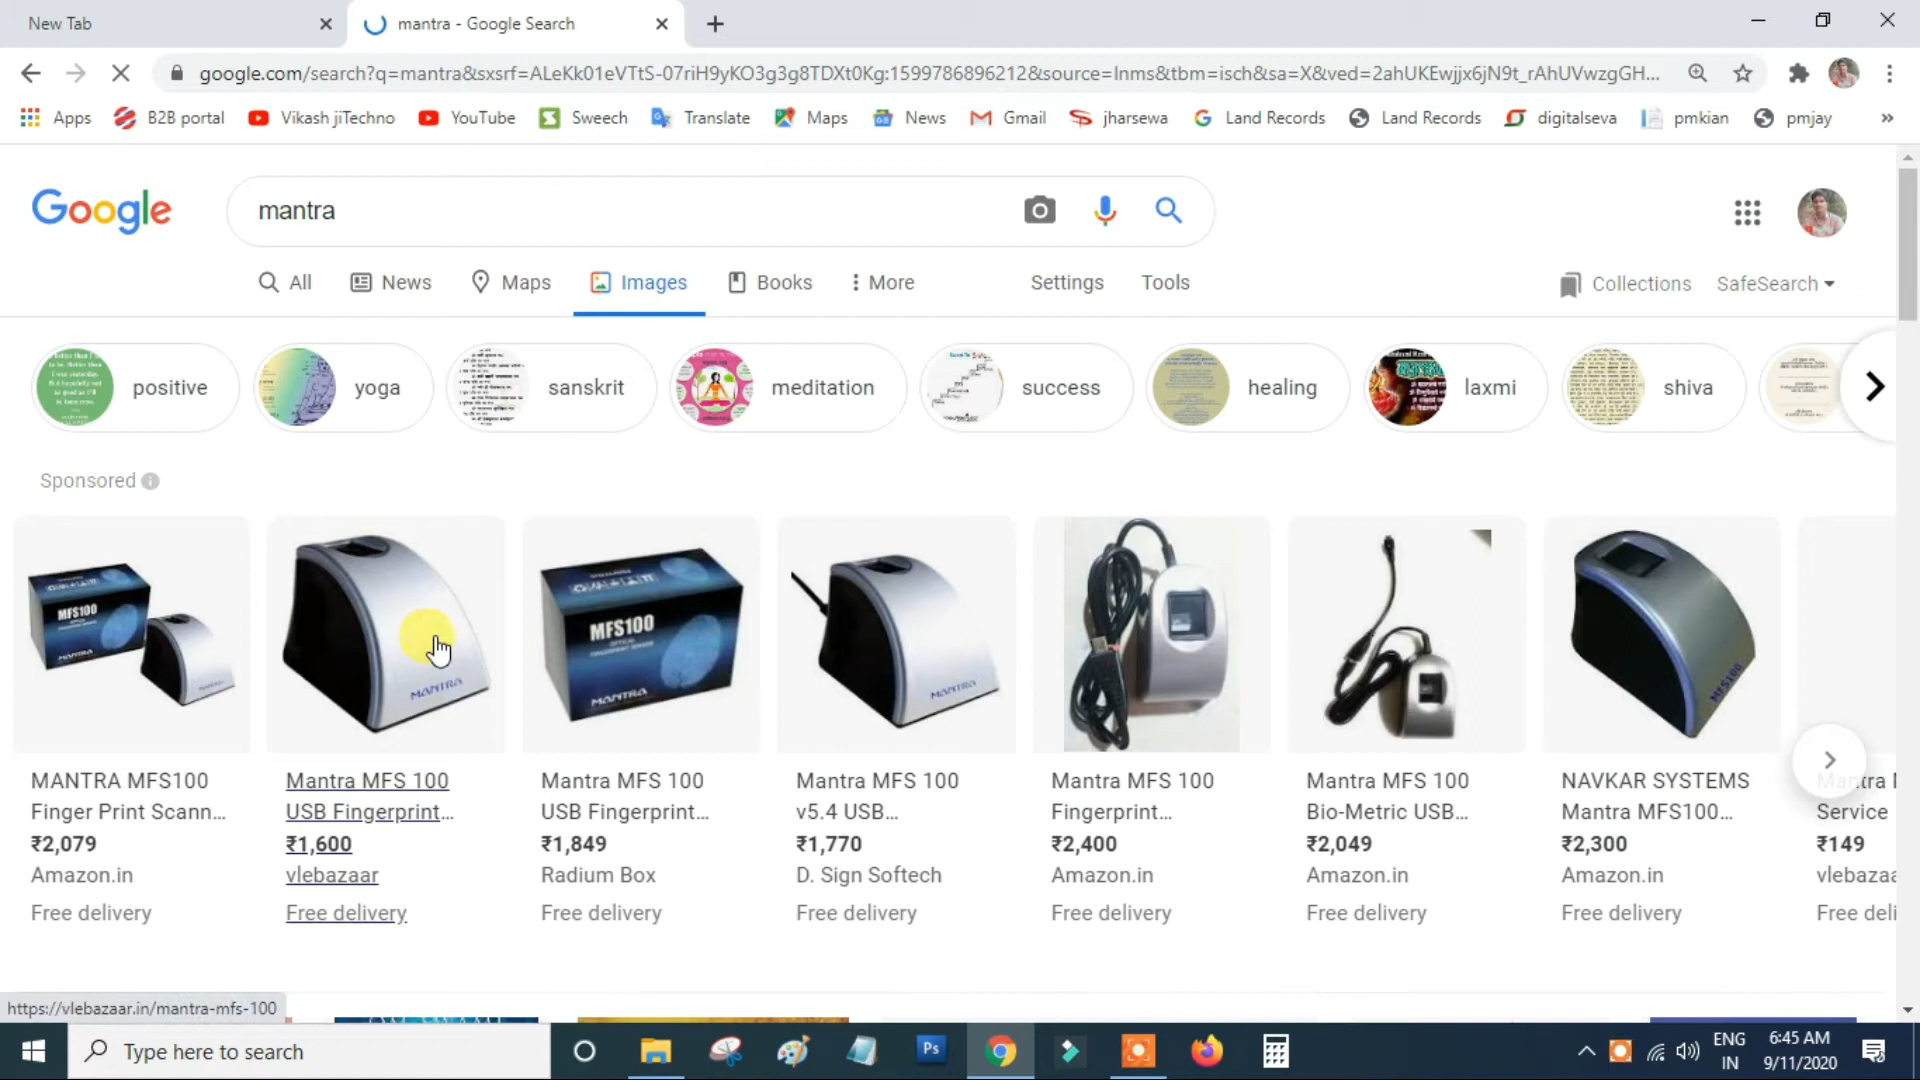 New Tab
mantra - Google Search
google.com/search?q=mantra&sxsrf=ALeKk01eVTtS-07riH9yKO3g3g8TDXt0Kg:1599786896212&source=lnms&tbm=isch&sa=X&ved=2ahUKEwjjx6jN9t_rAhUVwzgGH...
Apps B2B portal Vikash jiTechno YouTube Sweech Translate Maps News Gmail jharsewa Land Records Land Records digitalseva pmkian pmjay »
Google mantra
All News Maps Images Books More Settings Tools Collections SafeSearch
positive yoga sanskrit meditation success healing laxmi shiva
Sponsored
MFS100
MANTRA
MANTRA
MFS100
MANTRA
MANTRA
MFS100
MANTRA MFS100
Finger Print Scann...
₹2,079
Amazon.in
Free delivery
Mantra MFS 100
USB Fingerprint...
₹1,600
vlebazaar
Free delivery
Mantra MFS 100
USB Fingerprint...
₹1,849
Radium Box
Free delivery
Mantra MFS 100
v5.4 USB...
₹1,770
D. Sign Softech
Free delivery
Mantra MFS 100
Fingerprint...
₹2,400
Amazon.in
Free delivery
Mantra MFS 100
Bio-Metric USB...
₹2,049
Amazon.in
Free delivery
NAVKAR SYSTEMS
Mantra MFS100...
₹2,300
Amazon.in
Free delivery
Service
₹149
https://vlebazaar.in/mantra-mfs-100
Type here to search
Ps
ENG
IN
6:45 AM
9/11/2020